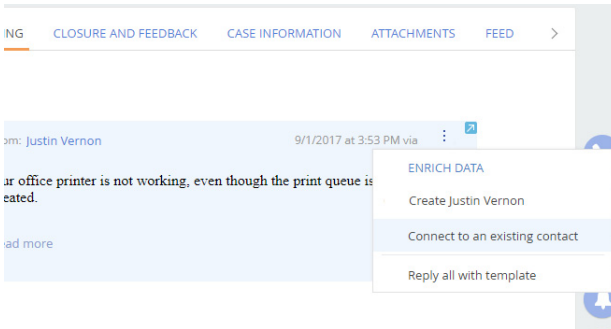 NG CLOSURE AND FEEDBACK CASE INFORMATION ATTACHMENTS FEED >
om: Justin Vernon 9/1/2017 at 3:53 PM via
ur office printer is not working, even though the print queue is
eated.
ead more
ENRICH DATA
Create Justin Vernon
Connect to an existing contact
Reply all with template